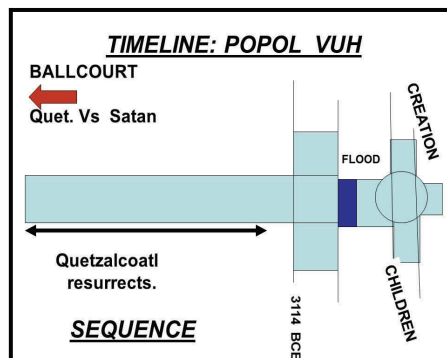 TIMELINE: POPOL VUH
BALLCOURT
Quet. Vs Satan
CREATION
FLOOD
Quetzalcoatl
resurrects.
CHILDREN
3114 BCE
SEQUENCE